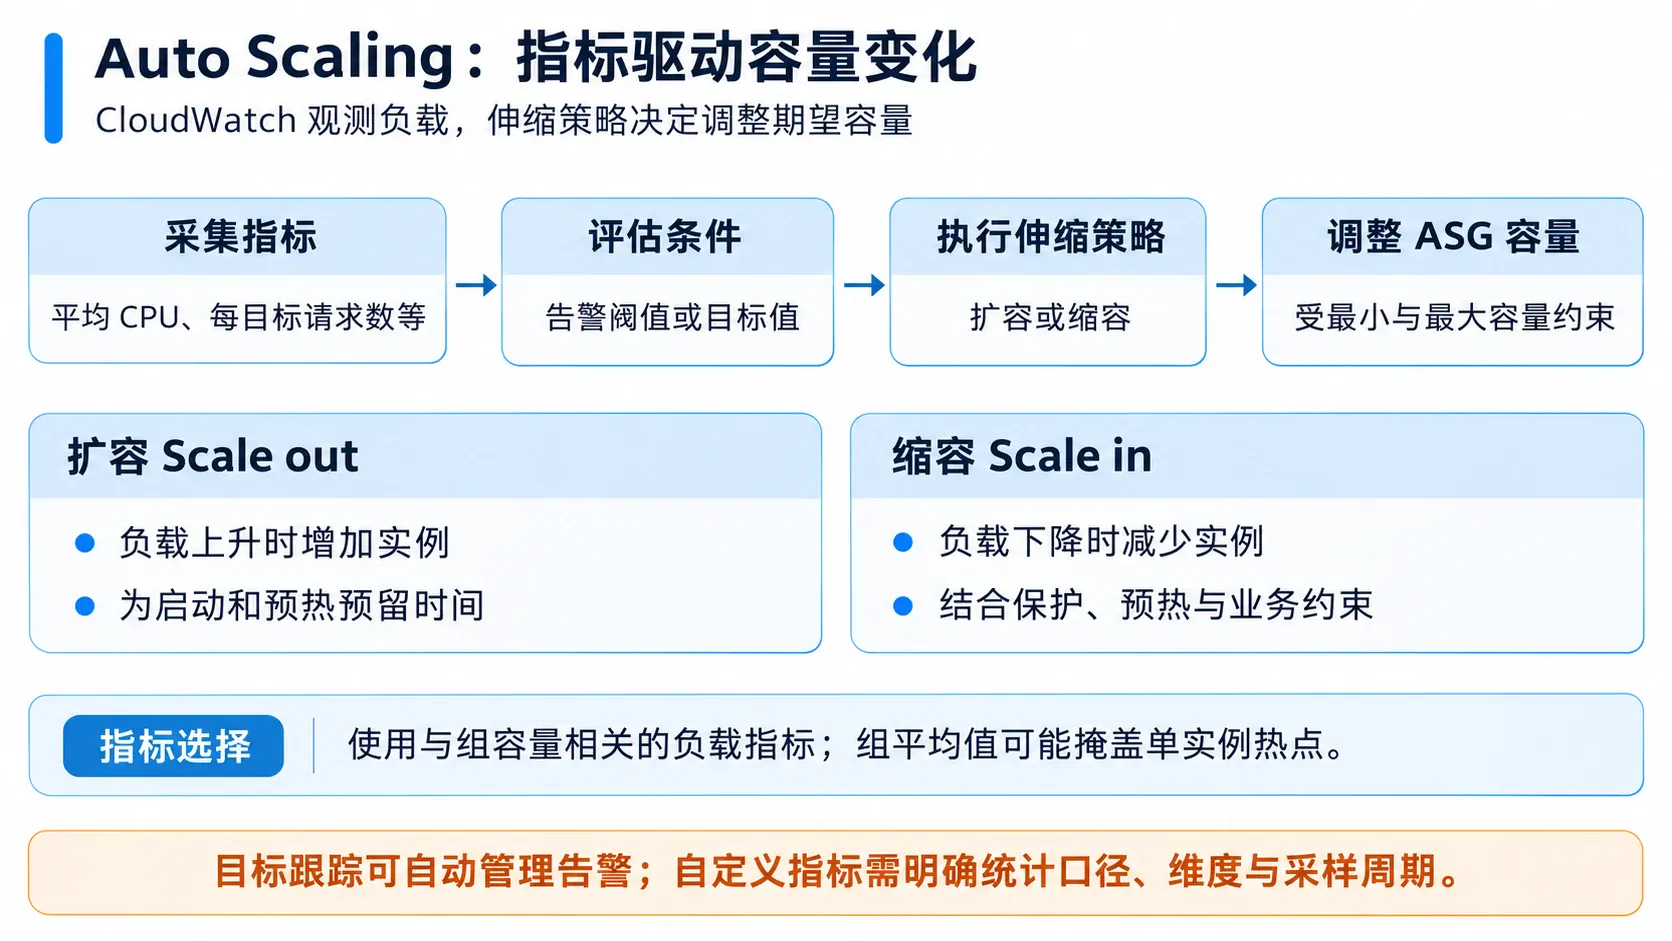 Auto Scaling：指标驱动容量变化
CloudWatch 观测负载，伸缩策略决定调整期望容量
采集指标
平均 CPU、每目标请求数等
评估条件
告警阀值或目标值
执行伸缩策略
扩容或缩容
调整 ASG 容量
受最小与最大容量约束
扩容 Scale out
负载上升时增加实例
为启动和预热预留时间
缩容 Scale in
负载下降时减少实例
结合保护、预热与业务约束
指标选择
使用与组容量相关的负载指标；组平均值可能掩盖单实例热点。
目标跟踪可自动管理告警；自定义指标需明确统计口径、维度与采样周期。